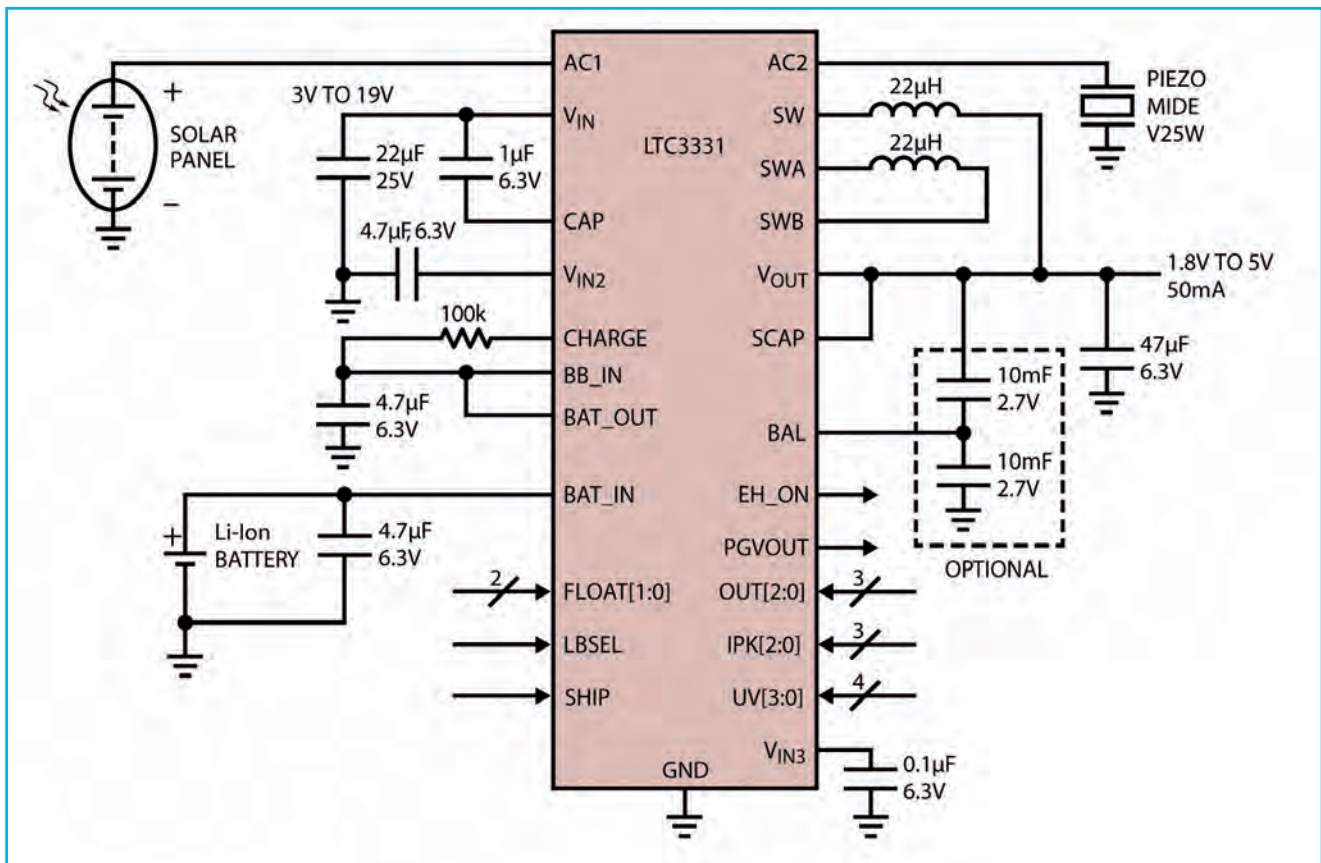 AC1
AC2
3V TO 19V
VIN
22µH
SW
PIEZO
MIDE
V25W
+
SOLAR
PANEL
–
22µF
25V
1µF
6.3V
LTC3331
22µH
SWA
CAP
SWB
4.7µF, 6.3V
VIN2
VOUT
1.8V TO 5V
50mA
100k
CHARGE
SCAP
BB_IN
47µF
6.3V
4.7µF
6.3V
BAT_OUT
10mF
2.7V
BAL
10mF
2.7V
BAT_IN
EH_ON
+
Li-Ion
BATTERY
4.7µF
6.3V
PGVOUT
OPTIONAL
2
FLOAT[1:0]
OUT[2:0]
3
LBSEL
IPK[2:0]
3
SHIP
UV[3:0]
4
VIN3
GND
0.1µF
6.3V